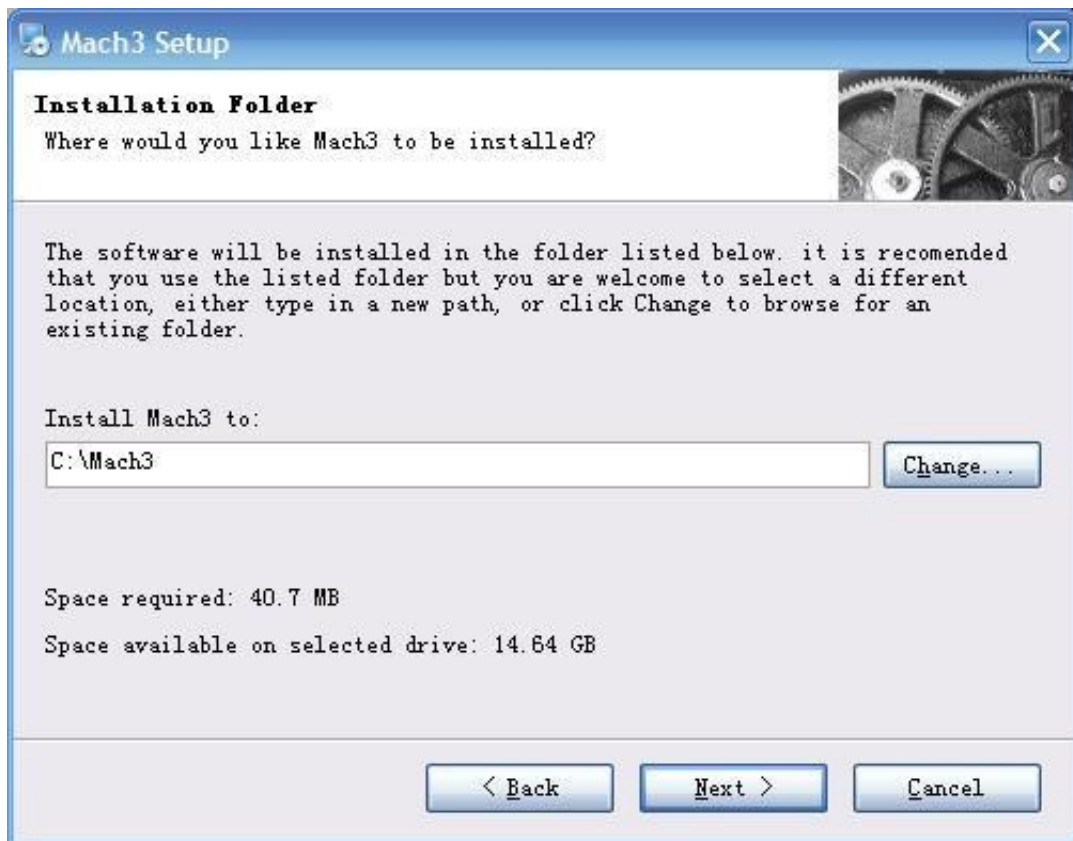 Mach3 Setup
Installation Folder
Where would you like Mach3 to be installed?
The software will be installed in the folder listed below. it is recomended
that you use the listed folder but you are welcome to select a different
location, either type in a new path, or click Change to browse for an
existing folder.
Install Mach3 to:
C:\Mach3
Change...
Space required: 40.7 MB
Space available on selected drive: 14.64 GB
< Back
Next >
Cancel